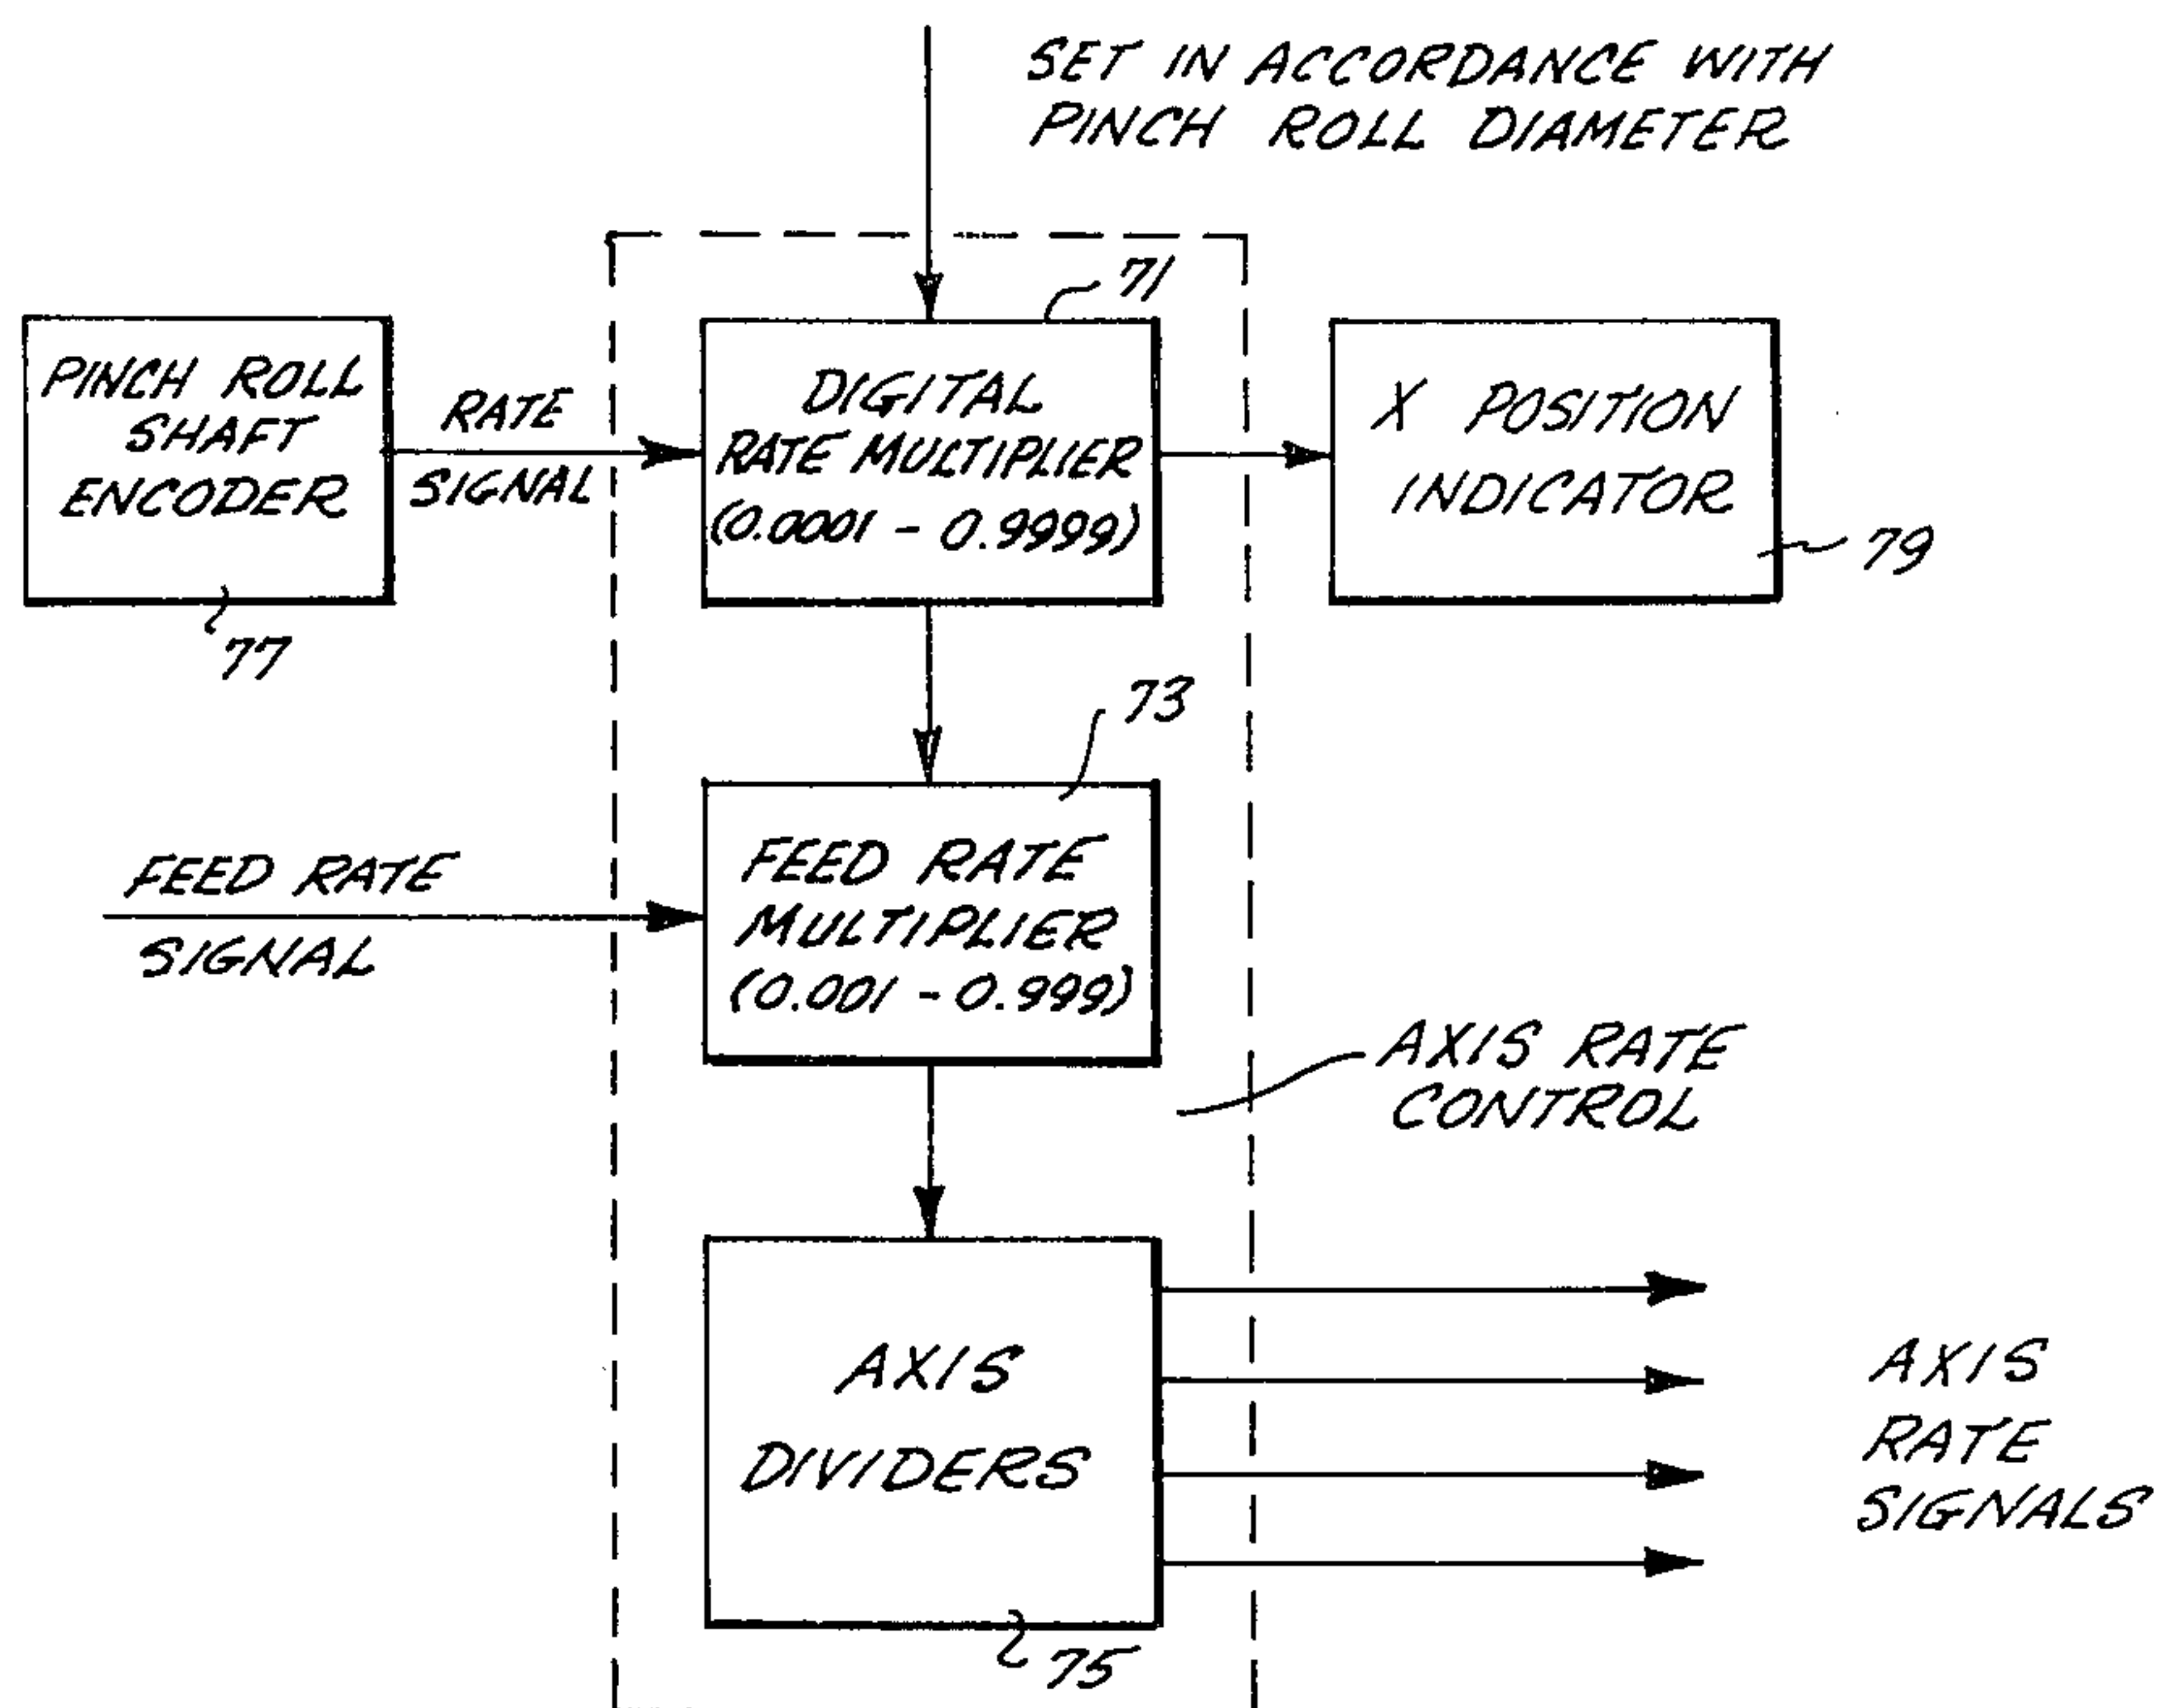 SET IN ACCORDANCE WITH
PINCH ROLL DIAMETER
71
PINCH ROLL
SHAFT
ENCODER
77
RATE
SIGNAL
DIGITAL
RATE MULTIPLIER
(0.0001 - 0.9999)
X POSITION
INDICATOR
79
73
FEED RATE
SIGNAL
FEED RATE
MULTIPLIER
(0.001 - 0.999)
AXIS RATE
CONTROL
AXIS
DIVIDERS
75
AXIS
RATE
SIGNALS